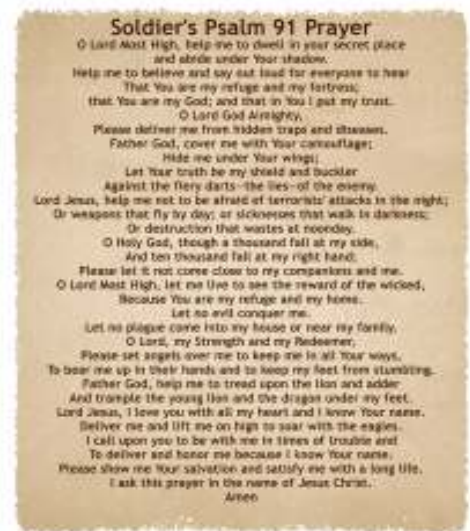 Soldier's Psalm 91 Prayer
O Lord Most High, help me to dwell in your secret place
and abide under Your shadow.
Help me to believe and say out loud for everyone to hear
That You are my refuge and my fortress;
that You are my God; and that in You I put my trust.
O Lord God Almighty,
Please deliver me from hidden traps and diseases.
Father God, cover me with Your camouflage;
Hide me under Your wings;
Let Your truth be my shield and buckler
Against the fiery darts--the lies--of the enemy.
Lord Jesus, help me not to be afraid of terrorists' attacks in the night;
Or weapons that fly by day; or sicknesses that walk in darkness;
Or destruction that wastes at noonday.
O Holy God, though a thousand fall at my side,
And ten thousand fall at my right hand;
Please let it not come close to my companions and me.
O Lord Most High, let me live to see the reward of the wicked,
Because You are my refuge and my home.
Let no evil conquer me.
Let no plague come into my house or near my family.
O Lord, my Strength and my Redeemer,
Please set angels over me to keep me in all Your ways,
To bear me up in their hands and to keep my feet from stumbling.
Father God, help me to tread upon the lion and adder
And trample the young lion and the dragon under my feet.
Lord Jesus, I love you with all my heart and I know Your name.
Deliver me and lift me on high to soar with the eagles.
I call upon you to be with me in times of trouble and
To deliver and honor me because I know Your name.
Please show me Your salvation and satisfy me with a long life.
I ask this prayer in the name of Jesus Christ.
Amen